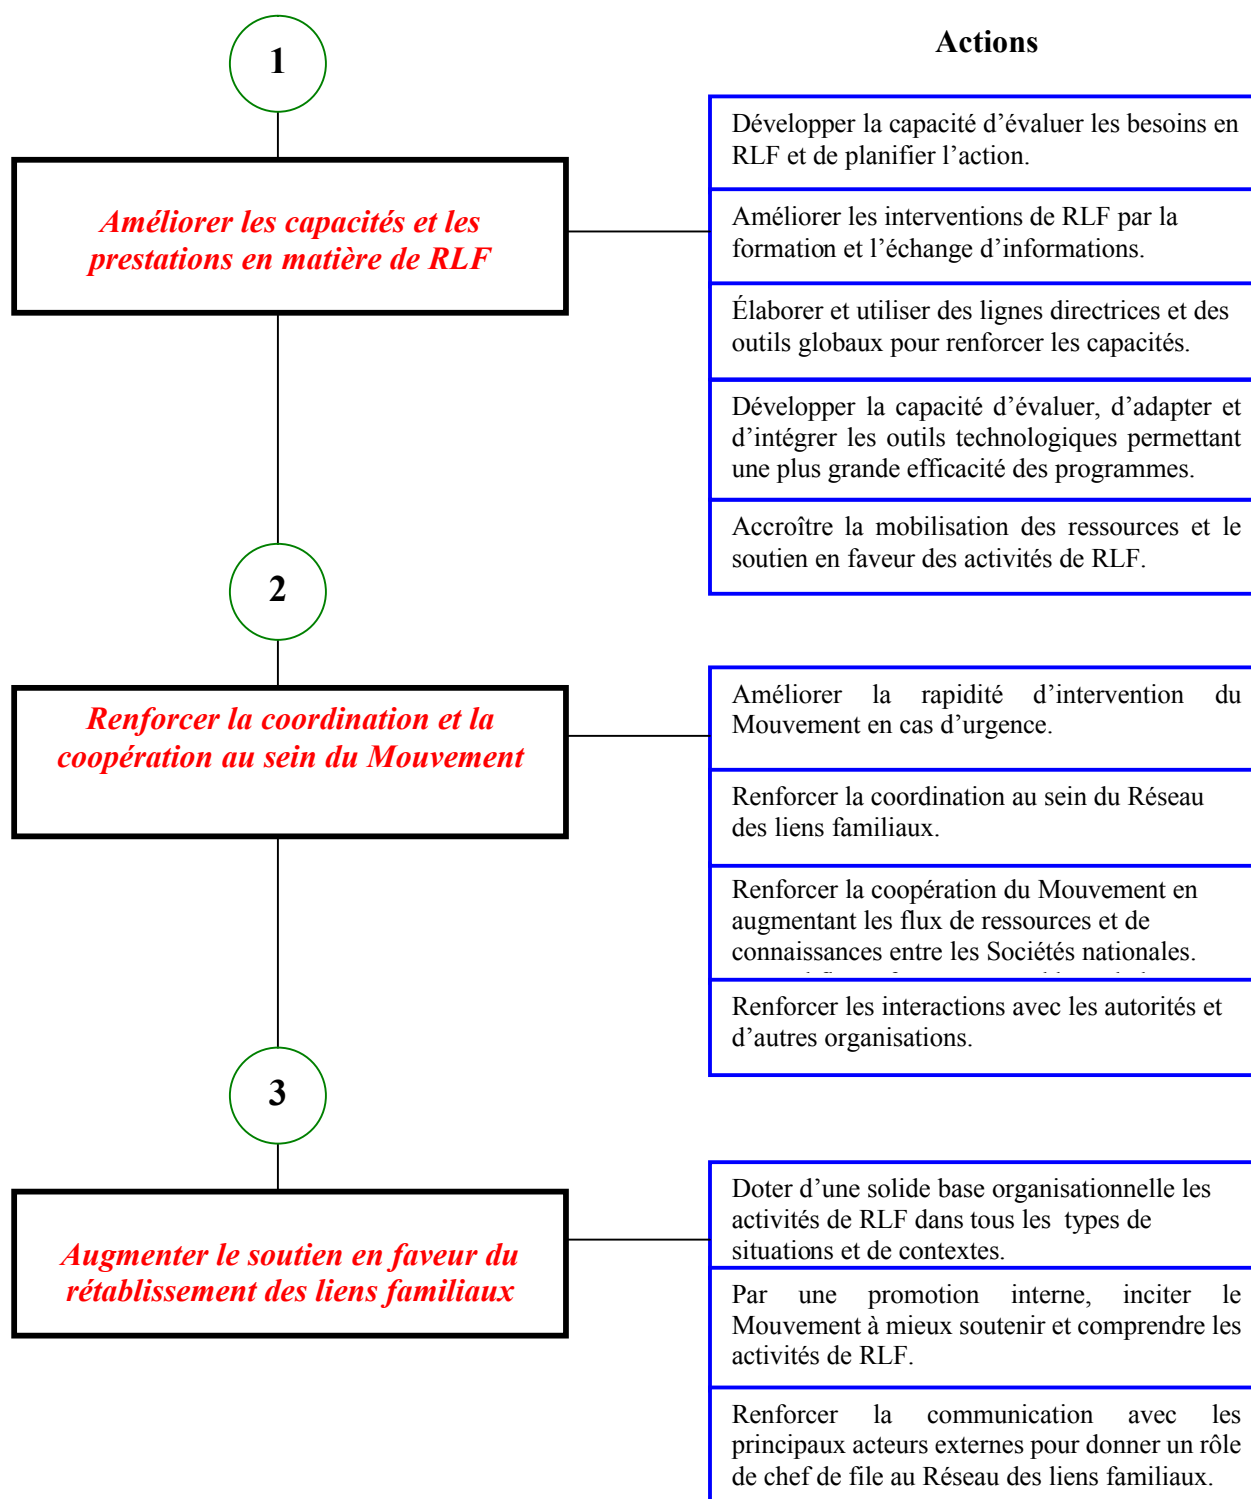 Actions
1
Améliorer les capacités et les
prestations en matière de RLF
Développer la capacité d’évaluer les besoins en
RLF et de planifier l’action.
Améliorer les interventions de RLF par la
formation et l’échange d’informations.
Élaborer et utiliser des lignes directrices et des
outils globaux pour renforcer les capacités.
Développer la capacité d’évaluer, d’adapter et
d’intégrer les outils technologiques permettant
une plus grande efficacité des programmes.
Accroître la mobilisation des ressources et le
soutien en faveur des activités de RLF.
2
Renforcer la coordination et la
coopération au sein du Mouvement
Améliorer la rapidité d’intervention du
Mouvement en cas d’urgence.
Renforcer la coordination au sein du Réseau
des liens familiaux.
Renforcer la coopération du Mouvement en
augmentant les flux de ressources et de
connaissances entre les Sociétés nationales.
Renforcer les interactions avec les autorités et
d’autres organisations.
3
Augmenter le soutien en faveur du
rétablissement des liens familiaux
Doter d’une solide base organisationnelle les
activités de RLF dans tous les types de
situations et de contextes.
Par une promotion interne, inciter le
Mouvement à mieux soutenir et comprendre les
activités de RLF.
Renforcer la communication avec les
principaux acteurs externes pour donner un rôle
de chef de file au Réseau des liens familiaux.